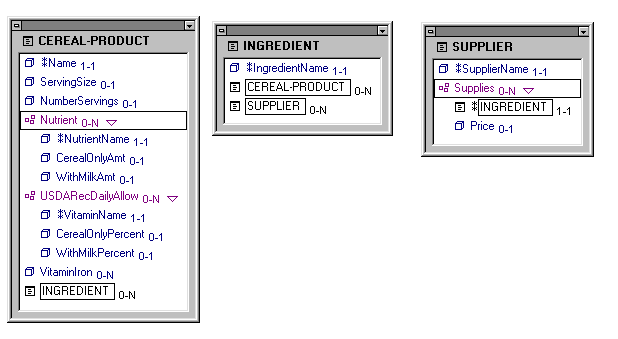 CEREAL-PRODUCT
*Name 1-1
ServingSize 0-1
NumberServings 0-1
Nutrient 0-N
*NutrientName 1-1
CerealOnlyAmt 0-1
WithMilkAmt 0-1
USDARecDailyAllow 0-N
*VitaminName 1-1
CerealOnlyPercent 0-1
WithMilkPercent 0-1
VitaminIron 0-N
INGREDIENT 0-N
INGREDIENT
*IngredientName 1-1
CEREAL-PRODUCT 0-N
SUPPLIER 0-N
SUPPLIER
*SupplierName 1-1
Supplies 0-N
*INGREDIENT 1-1
Price 0-1